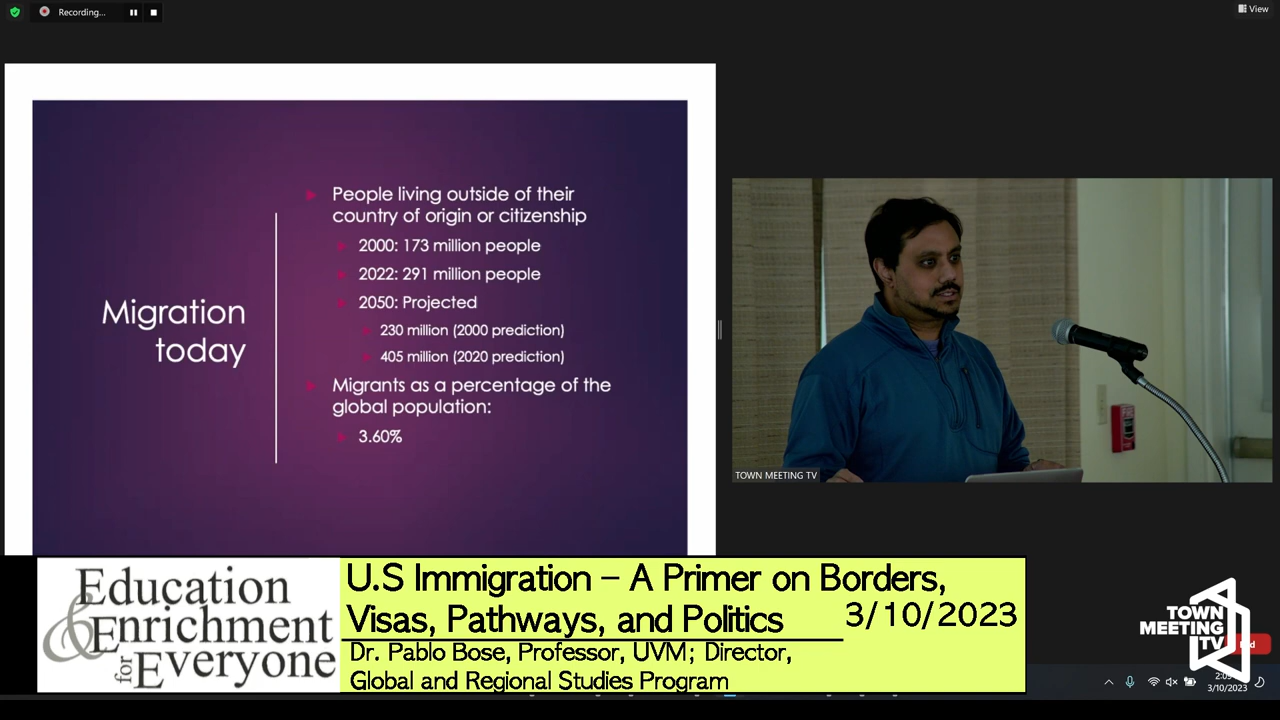 Recording...
View
Migration
today
People living outside of their
country of origin or citizenship
2000: 173 million people
2022: 291 million people
2050: Projected
230 million (2000 prediction)
405 million (2020 prediction)
Migrants as a percentage of the
global population:
3.60%
TOWN MEETING TV
Education
& Enrichment
for Everyone
U.S Immigration – A Primer on Borders,
Visas, Pathways, and Politics
3/10/2023
Dr. Pablo Bose, Professor, UVM; Director,
Global and Regional Studies Program
TOWN
MEETING
TV
3/10/2023